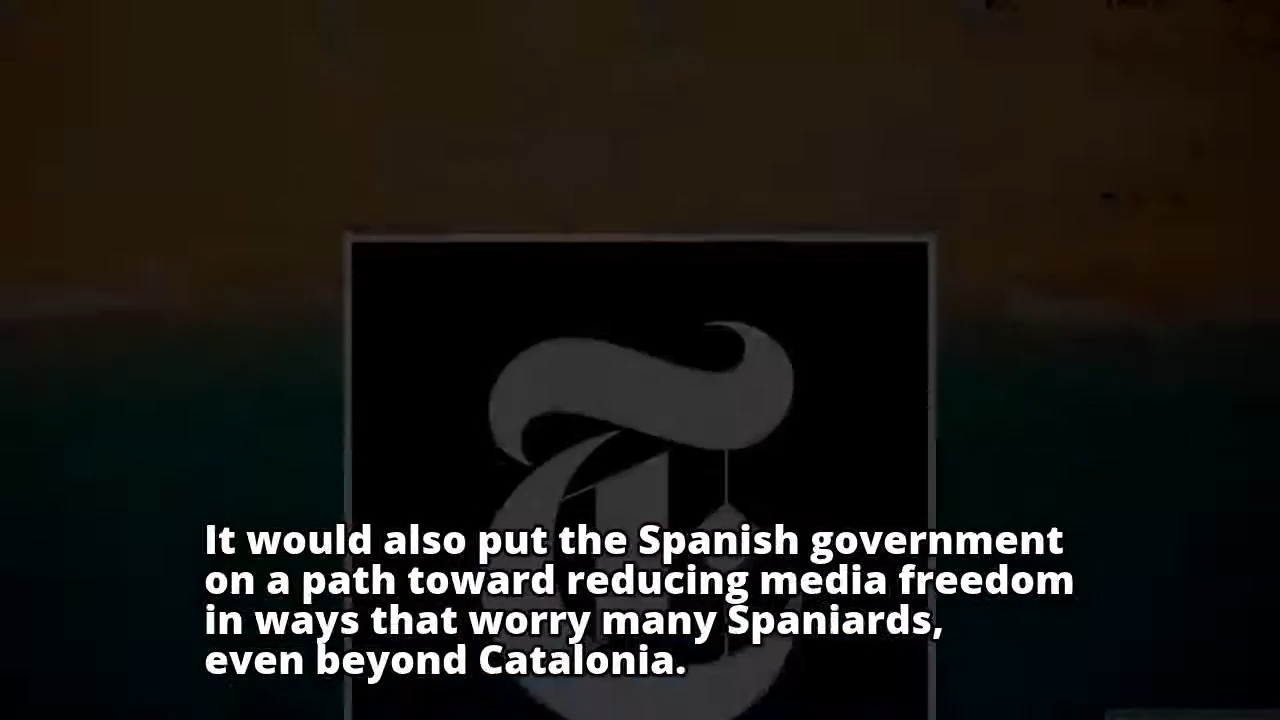 It would also put the Spanish government
on a path toward reducing media freedom
in ways that worry many Spaniards,
even beyond Catalonia.